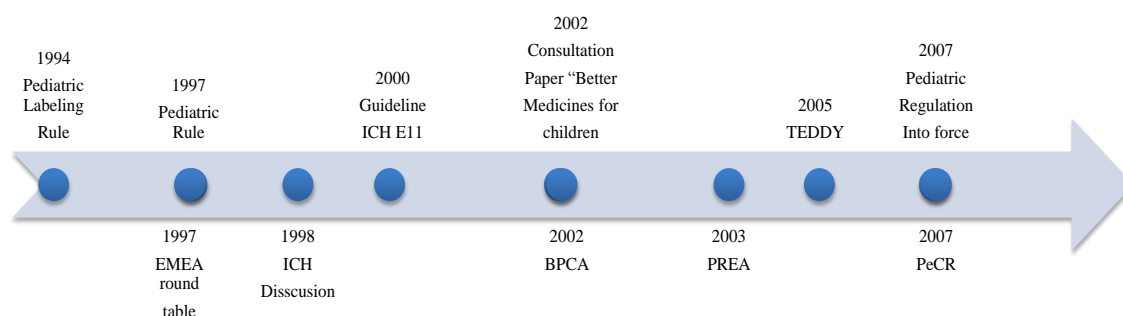 1994
Pediatric
Labeling
Rule
1997
Pediatric
Rule
2000
Guideline
ICH E11
2002
Consultation
Paper “Better
Medicines for
children
2005
TEDDY
2007
Pediatric
Regulation
Into force
1997
EMEA
round
table
1998
ICH
Disscusion
2002
BPCA
2003
PREA
2007
PeCR